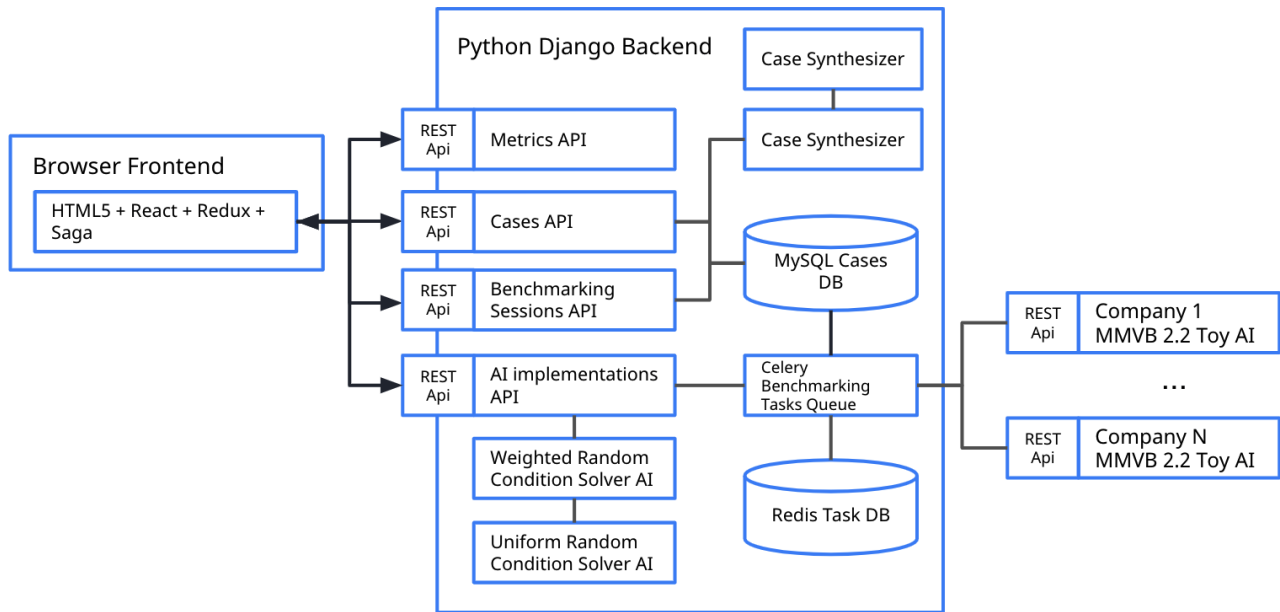 Python Django Backend
Case Synthesizer
REST
Api
Metrics API
Case Synthesizer
Browser Frontend
HTML5 + React + Redux +
Saga
REST
Api
Cases API
MySQL Cases
DB
REST
Api
Benchmarking
Sessions API
REST
Api
Company 1
MMVB 2.2 Toy AI
...
REST
Api
AI implementations
API
Celery
Benchmarking
Tasks Queue
REST
Api
Company N
MMVB 2.2 Toy AI
Weighted Random
Condition Solver AI
Redis Task DB
Uniform Random
Condition Solver AI